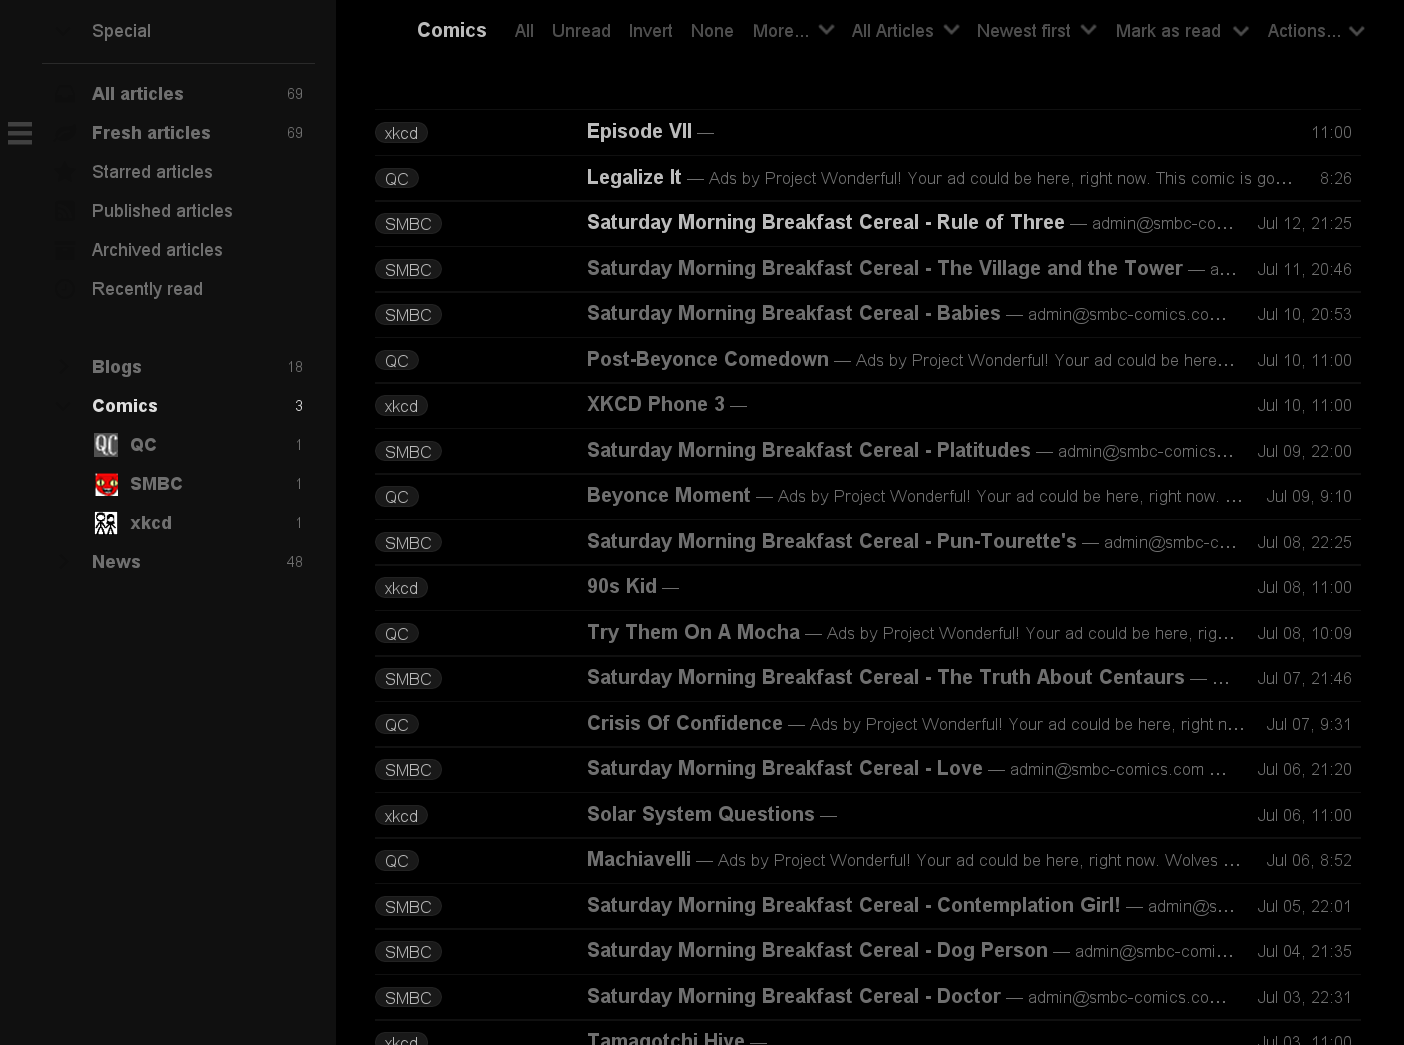 Special
All articles 69
Fresh articles 69
Starred articles
Published articles
Archived articles
Recently read
Blogs 18
Comics 3
QC QC 1
SMBC 1
xkcd 1
News 48
Comics All Unread Invert None More... All Articles Newest first Mark as read Actions...
xkcd Episode VII — 11:00
QC Legalize It — Ads by Project Wonderful! Your ad could be here, right now. This comic is go... 8:26
SMBC Saturday Morning Breakfast Cereal - Rule of Three — admin@smbc-co... Jul 12, 21:25
SMBC Saturday Morning Breakfast Cereal - The Village and the Tower — a... Jul 11, 20:46
SMBC Saturday Morning Breakfast Cereal - Babies — admin@smbc-comics.co... Jul 10, 20:53
QC Post-Beyonce Comedown — Ads by Project Wonderful! Your ad could be here... Jul 10, 11:00
xkcd XKCD Phone 3 — Jul 10, 11:00
SMBC Saturday Morning Breakfast Cereal - Platitudes — admin@smbc-comics... Jul 09, 22:00
QC Beyonce Moment — Ads by Project Wonderful! Your ad could be here, right now. ... Jul 09, 9:10
SMBC Saturday Morning Breakfast Cereal - Pun-Tourette's — admin@smbc-c... Jul 08, 22:25
xkcd 90s Kid — Jul 08, 11:00
QC Try Them On A Mocha — Ads by Project Wonderful! Your ad could be here, rig... Jul 08, 10:09
SMBC Saturday Morning Breakfast Cereal - The Truth About Centaurs — ... Jul 07, 21:46
QC Crisis Of Confidence — Ads by Project Wonderful! Your ad could be here, right n... Jul 07, 9:31
SMBC Saturday Morning Breakfast Cereal - Love — admin@smbc-comics.com ... Jul 06, 21:20
xkcd Solar System Questions — Jul 06, 11:00
QC Machiavelli — Ads by Project Wonderful! Your ad could be here, right now. Wolves ... Jul 06, 8:52
SMBC Saturday Morning Breakfast Cereal - Contemplation Girl! — admin@s... Jul 05, 22:01
SMBC Saturday Morning Breakfast Cereal - Dog Person — admin@smbc-comi... Jul 04, 21:35
SMBC Saturday Morning Breakfast Cereal - Doctor — admin@smbc-comics.co... Jul 03, 22:31
xkcd Tamagotchi Hive — Jul 03, 11:00